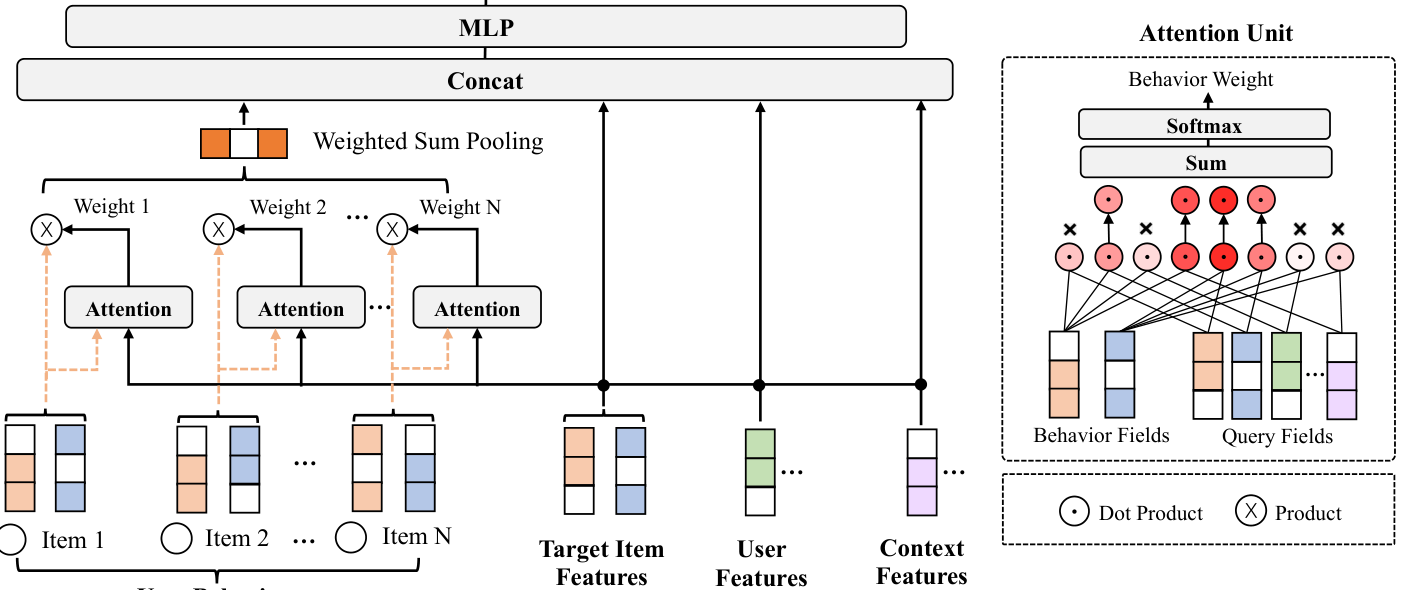 MLP
Concat
Weighted Sum Pooling
Weight 1
Weight 2
...
Weight N
X
X
X
Attention
Attention
...
Attention
Item 1
Item 2
...
Item N
...
Target Item
Features
...
User
Features
...
Context
Features
Attention Unit
Behavior Weight
Softmax
Sum
...
Behavior Fields
Query Fields
Dot Product
X
Product